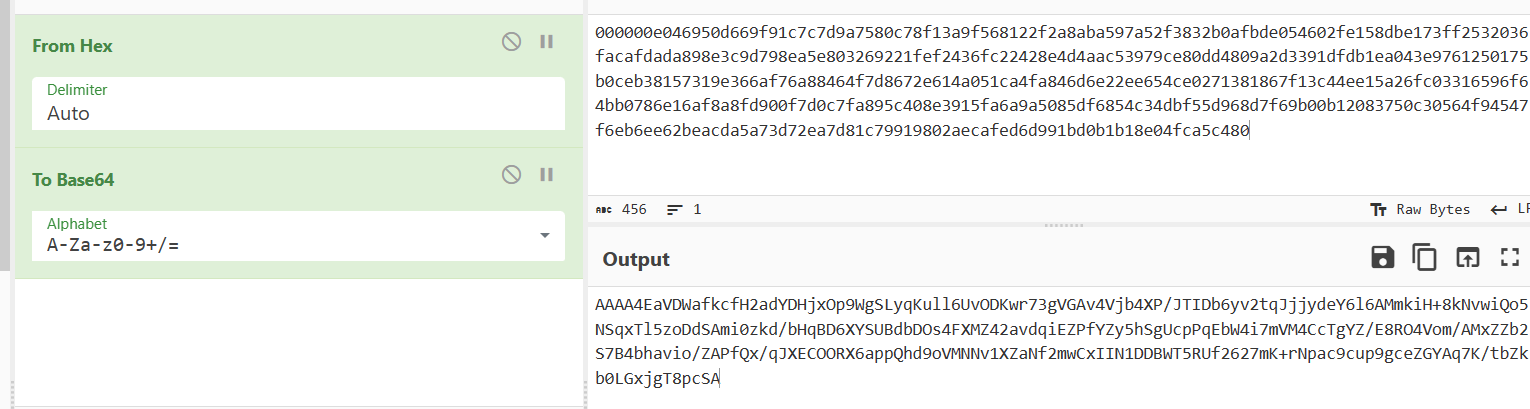 From Hex
Delimiter
Auto
To Base64
Alphabet
A-Za-z0-9+/=
000000e046950d669f91c7c7d9a7580c78f13a9f568122f2a8aba597a52f3832b0afbde054602fe158dbe173ff2532036
facafdada898e3c9d798ea5e803269221fef2436fc22428e4d4aac53979ce80dd4809a2d3391dfdb1ea043e9761250175
b0ceb38157319e366af76a88464f7d8672e614a051ca4fa846d6e22ee654ce0271381867f13c44ee15a26fc03316596f6
4bb0786e16af8a8fd900f7d0c7fa895c408e3915fa6a9a5085df6854c34dbf55d968d7f69b00b12083750c30564f94547
f6eb6ee62beacda5a73d72ea7d81c79919802aecafed6d991bd0b1b18e04fca5c480
ABC 456 1
Raw Bytes
Output
AAAA4EaVDWafkcfH2adYDHjxOp9WgSLyqKull6UvODKwr73gVGAv4Vjb4XP/JTIDb6yv2tqJjjydeY6l6AMmkiH+8kNvwiQo5
NSqxTl5zoDdSAmi0zkd/bHqBD6XYSUBdbDOs4FXMZ42avdqiEZPfYZy5hSgUcpPqEbW4i7mVM4CcTgYZ/E8RO4Vom/AMxZZb2
S7B4bhavio/ZAPfQx/qJXECOORX6appQhd9oVMNNv1XZaNf2mwCxIIN1DDBWT5RUf2627mK+rNpac9cup9gceZGYAq7K/tbZk
b0LGxjgT8pcSA